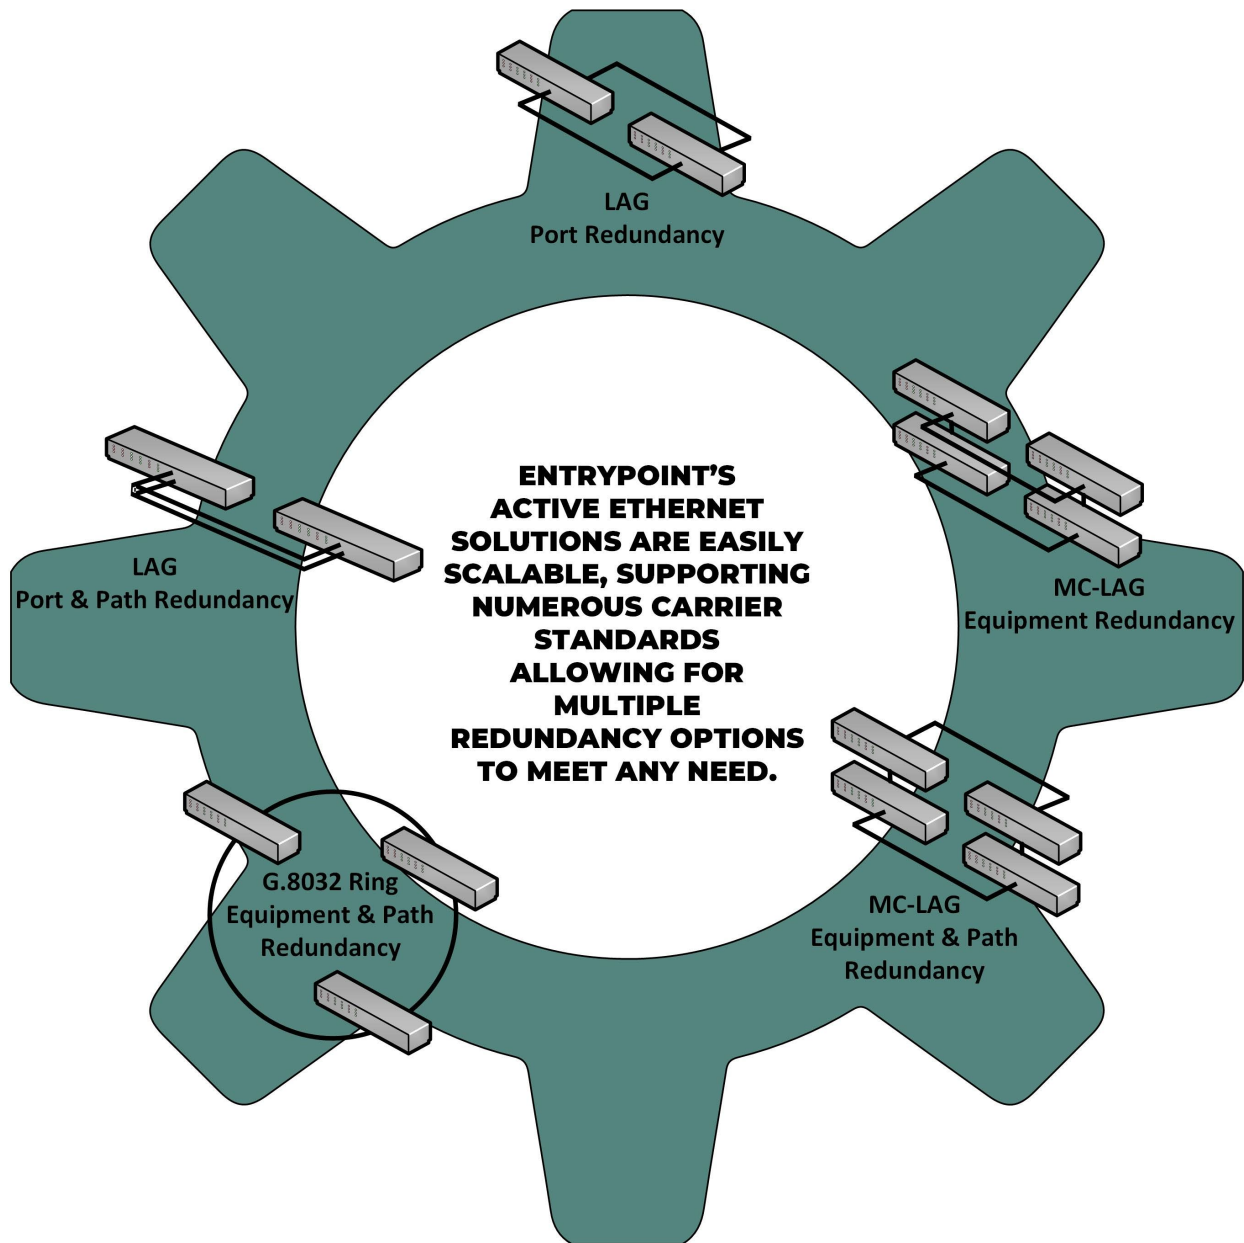 LAG
Port Redundancy
LAG
Port & Path Redundancy
ENTRYPOINT’S
ACTIVE ETHERNET
SOLUTIONS ARE EASILY
SCALABLE, SUPPORTING
NUMEROUS CARRIER
STANDARDS
ALLOWING FOR
MULTIPLE
REDUNDANCY OPTIONS
TO MEET ANY NEED.
MC-LAG
Equipment Redundancy
G.8032 Ring
Equipment & Path
Redundancy
MC-LAG
Equipment & Path
Redundancy